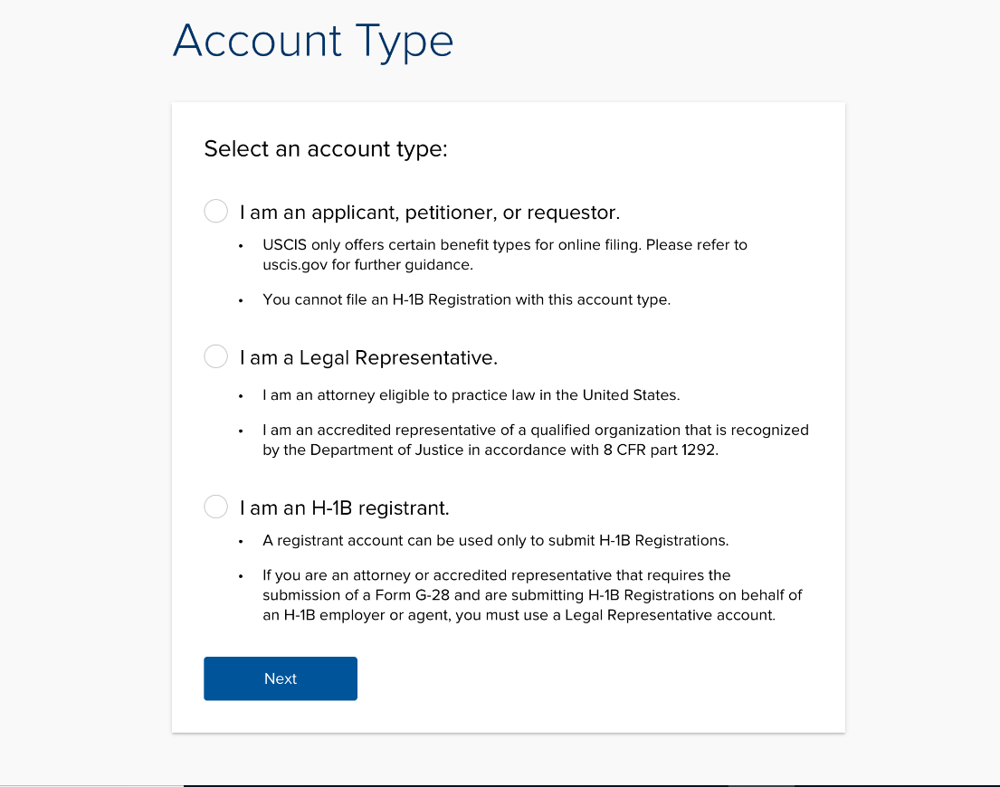 Account Type
Select an account type:
I am an applicant, petitioner, or requestor.
• USCIS only offers certain benefit types for online filing. Please refer to
uscis.gov for further guidance.
• You cannot file an H-1B Registration with this account type.
I am a Legal Representative.
• I am an attorney eligible to practice law in the United States.
• I am an accredited representative of a qualified organization that is recognized
by the Department of Justice in accordance with 8 CFR part 1292.
I am an H-1B registrant.
• A registrant account can be used only to submit H-1B Registrations.
• If you are an attorney or accredited representative that requires the
submission of a Form G-28 and are submitting H-1B Registrations on behalf of
an H-1B employer or agent, you must use a Legal Representative account.
Next